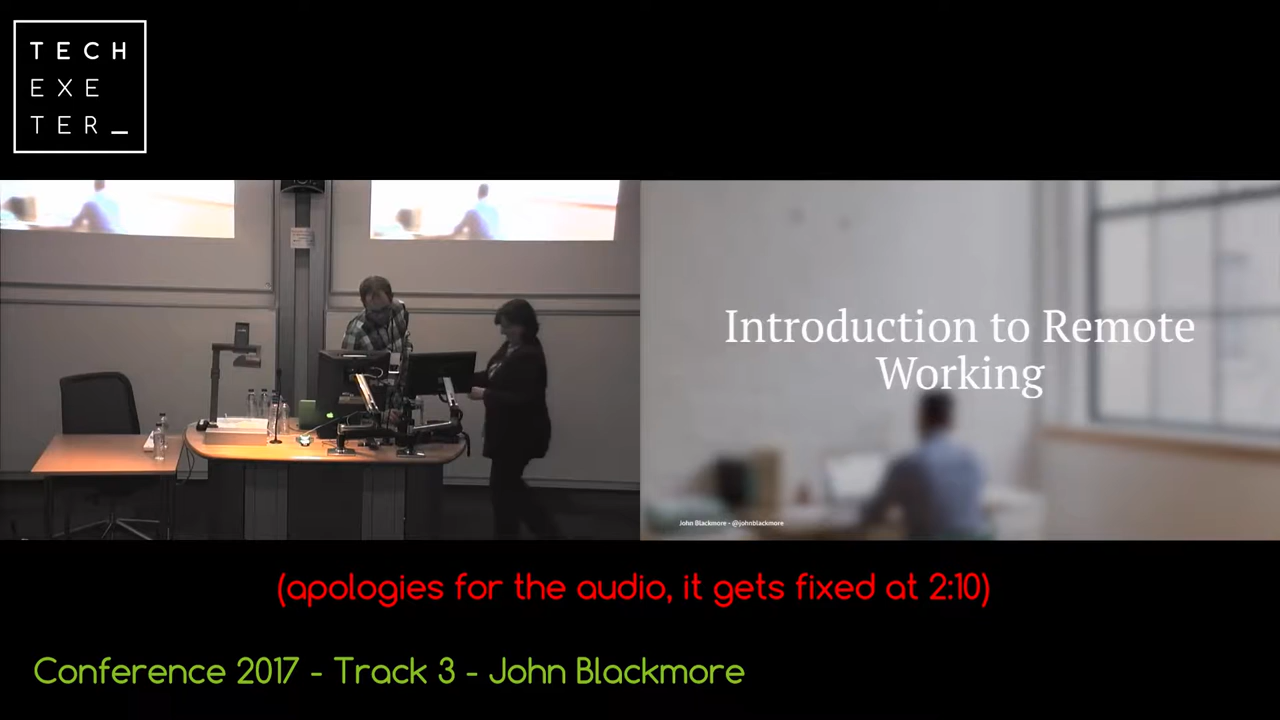 TECH
EXE
TER_
Introduction to Remote
Working
John Blackmore - @johnblackmore
(apologies for the audio, it gets fixed at 2:10)
Conference 2017 - Track 3 - John Blackmore